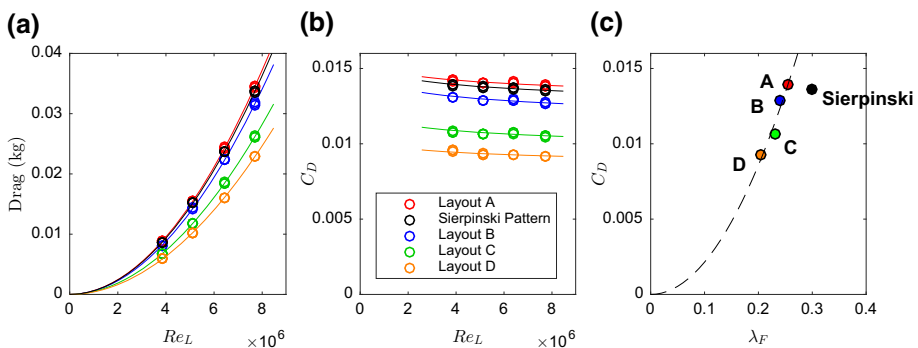 (a)
0.04
0.03
0.02
0.01
0
Drag (kg)
0 2 4 6 8
Re_L ×10^6
(b)
0.015
0.01
0.005
0
C_D
Layout A
Sierpinski Pattern
Layout B
Layout C
Layout D
0 2 4 6 8
Re_L ×10^6
(c)
0.015
0.01
0.005
0
C_D
A
Sierpinski
B
C
D
0 0.1 0.2 0.3 0.4
λ_F